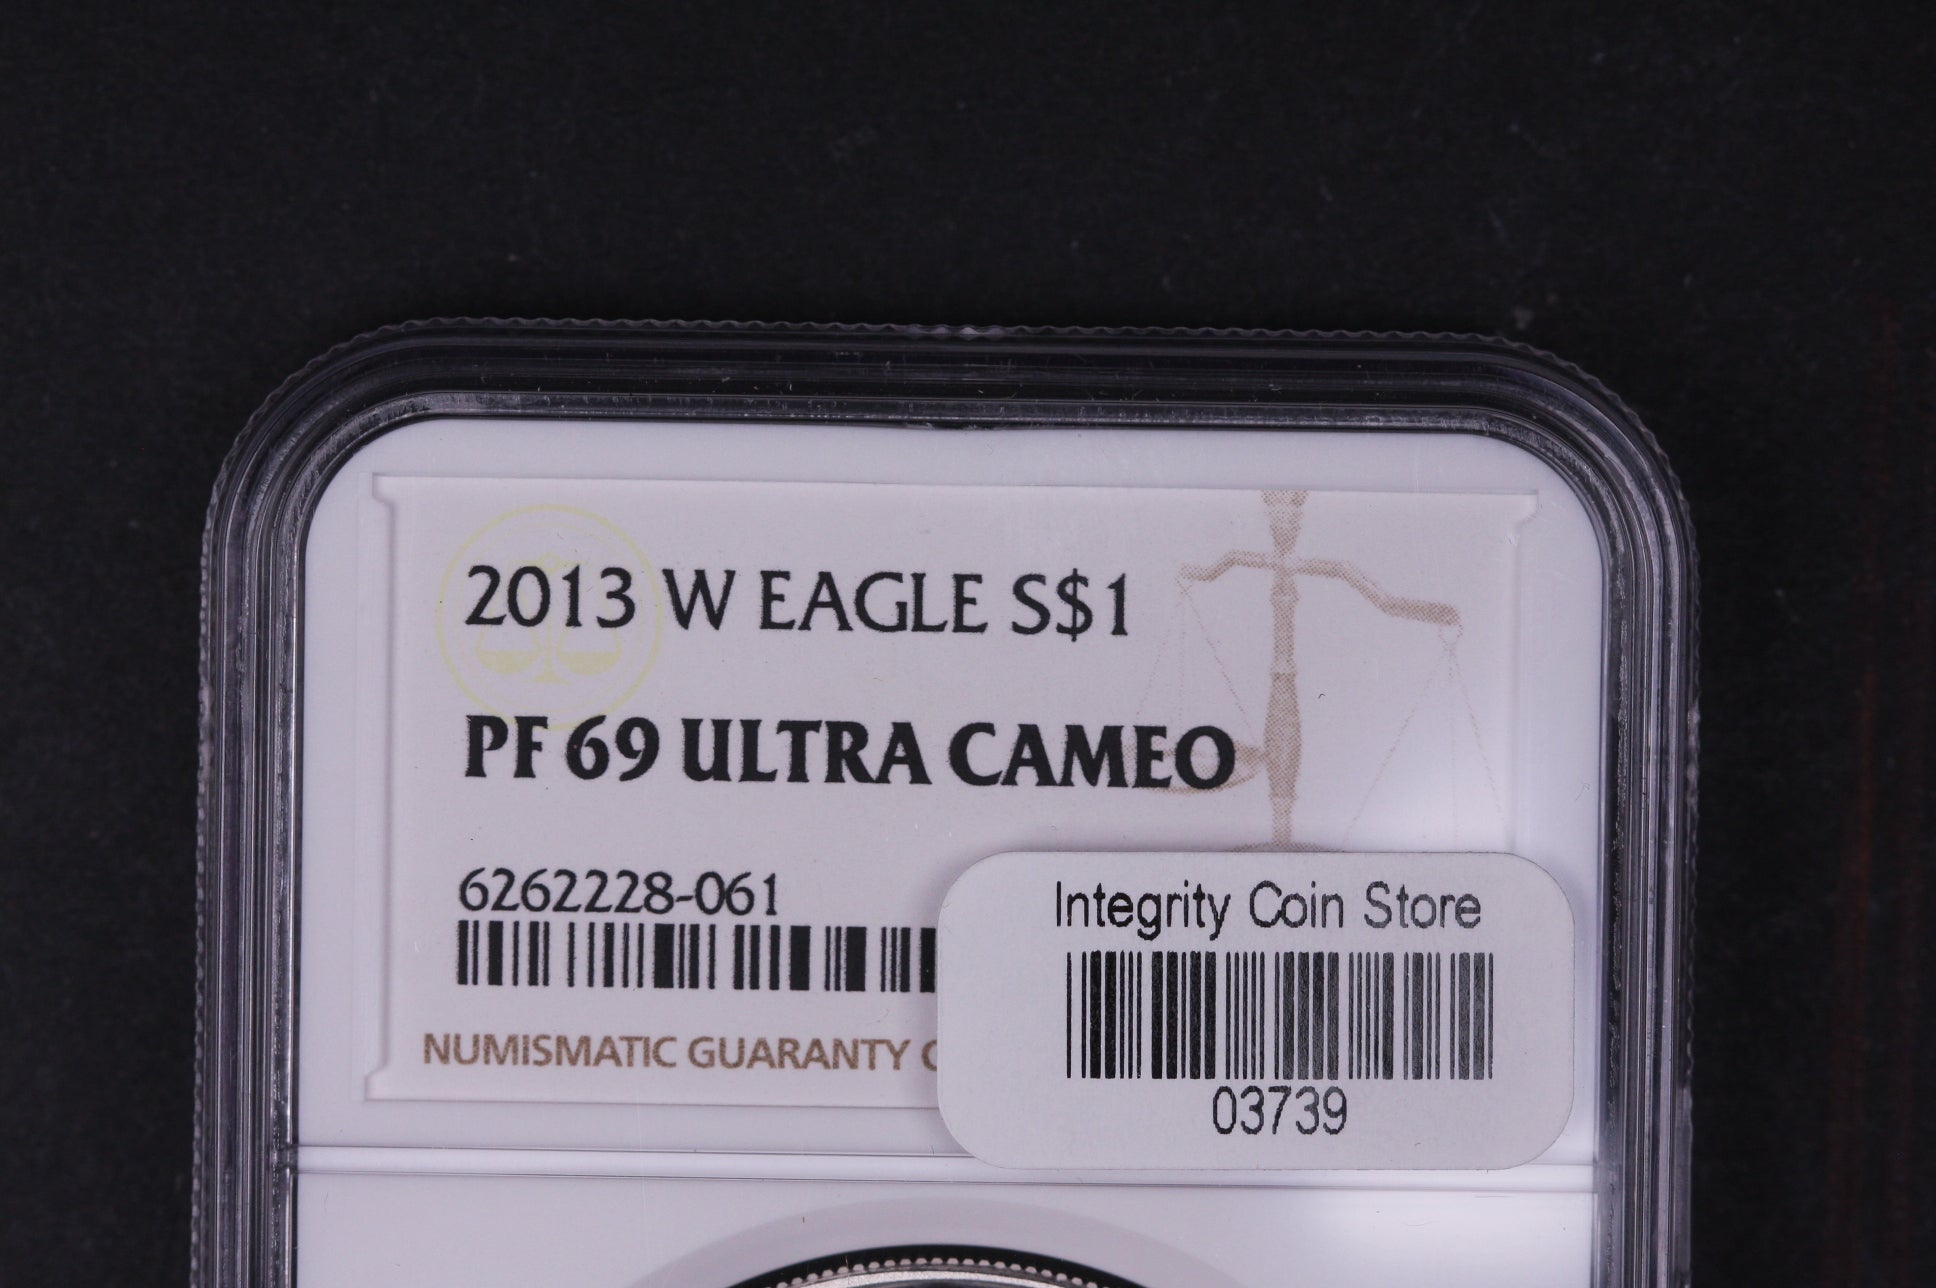 2013 W EAGLE S$1
PF 69 ULTRA CAMEO
6262228-061
NUMISMATIC GUARANTY
Integrity Coin Store
03739